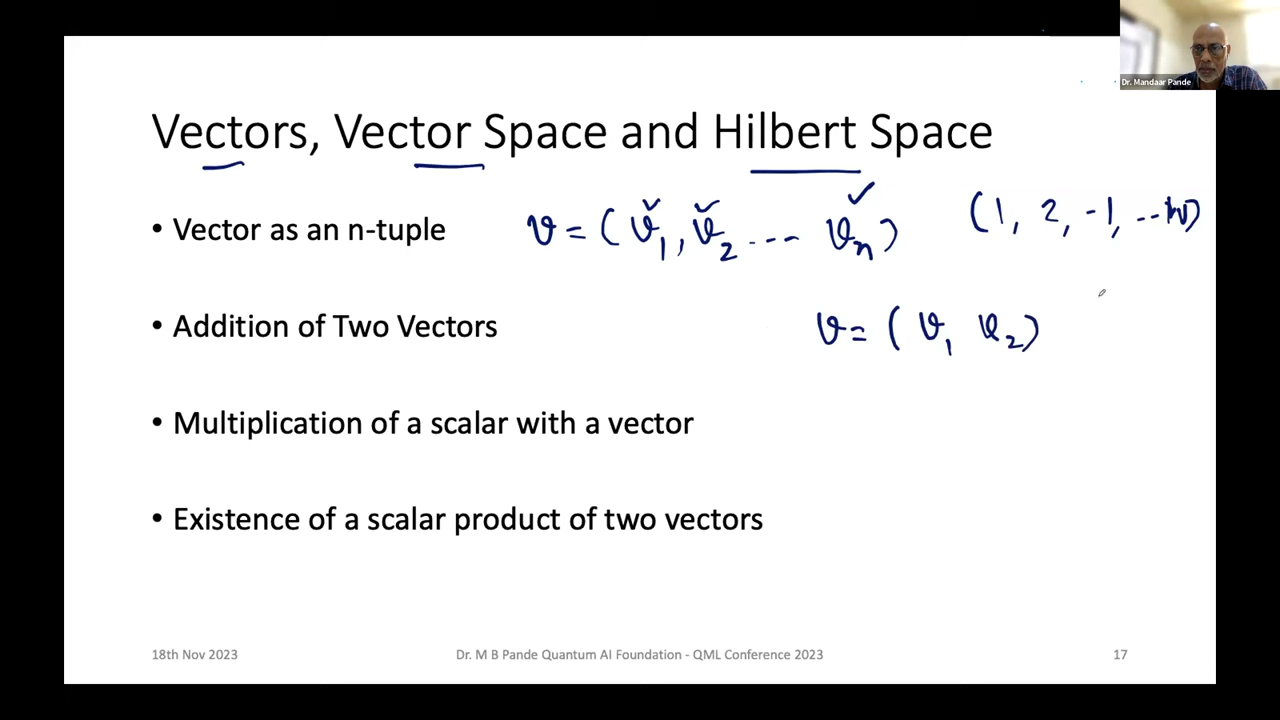 Dr. Mandaar Pande
Vectors, Vector Space and Hilbert Space
• Vector as an n-tuple v = (v1, v2 --- vn) (1, 2, -1, --
• Addition of Two Vectors v = (v1 v2)
• Multiplication of a scalar with a vector
• Existence of a scalar product of two vectors
18th Nov 2023 Dr. M B Pande Quantum AI Foundation - QML Conference 2023 17